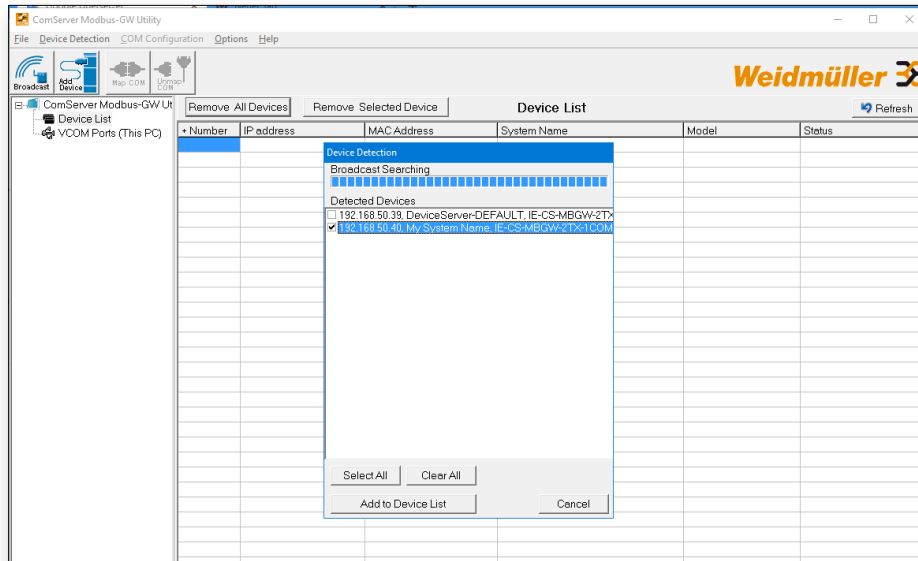 ComServer Modbus-GW Utility
File Device Detection COM Configuration Options Help
Broadcast Add Device Map COM Unmap COM
Weidmüller
ComServer Modbus-GW Ut
Device List
VCOM Ports (This PC)
Remove All Devices Remove Selected Device Device List Refresh
+ Number IP address MAC Address System Name Model Status
Device Detection
Broadcast Searching
Detected Devices
192.168.50.39, DeviceServer-DEFAULT, IE-CS-MBGW-2TX
192.168.50.40, My System Name, IE-CS-MBGW-2TX-1COM
Select All Clear All
Add to Device List Cancel